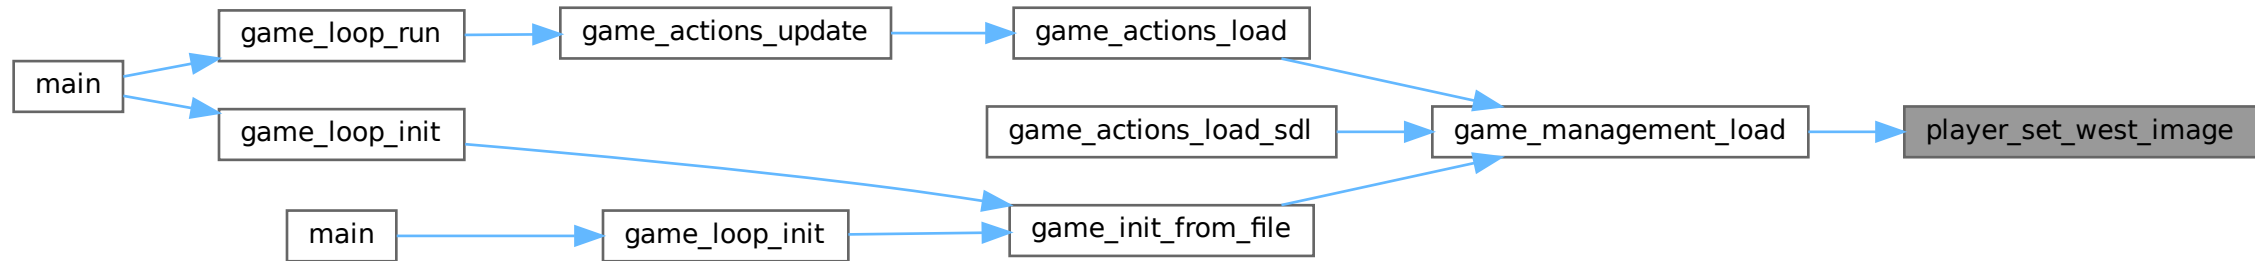 main
game_loop_run
game_actions_update
game_actions_load
game_loop_init
game_actions_load_sdl
game_management_load
player_set_west_image
main
game_loop_init
game_init_from_file